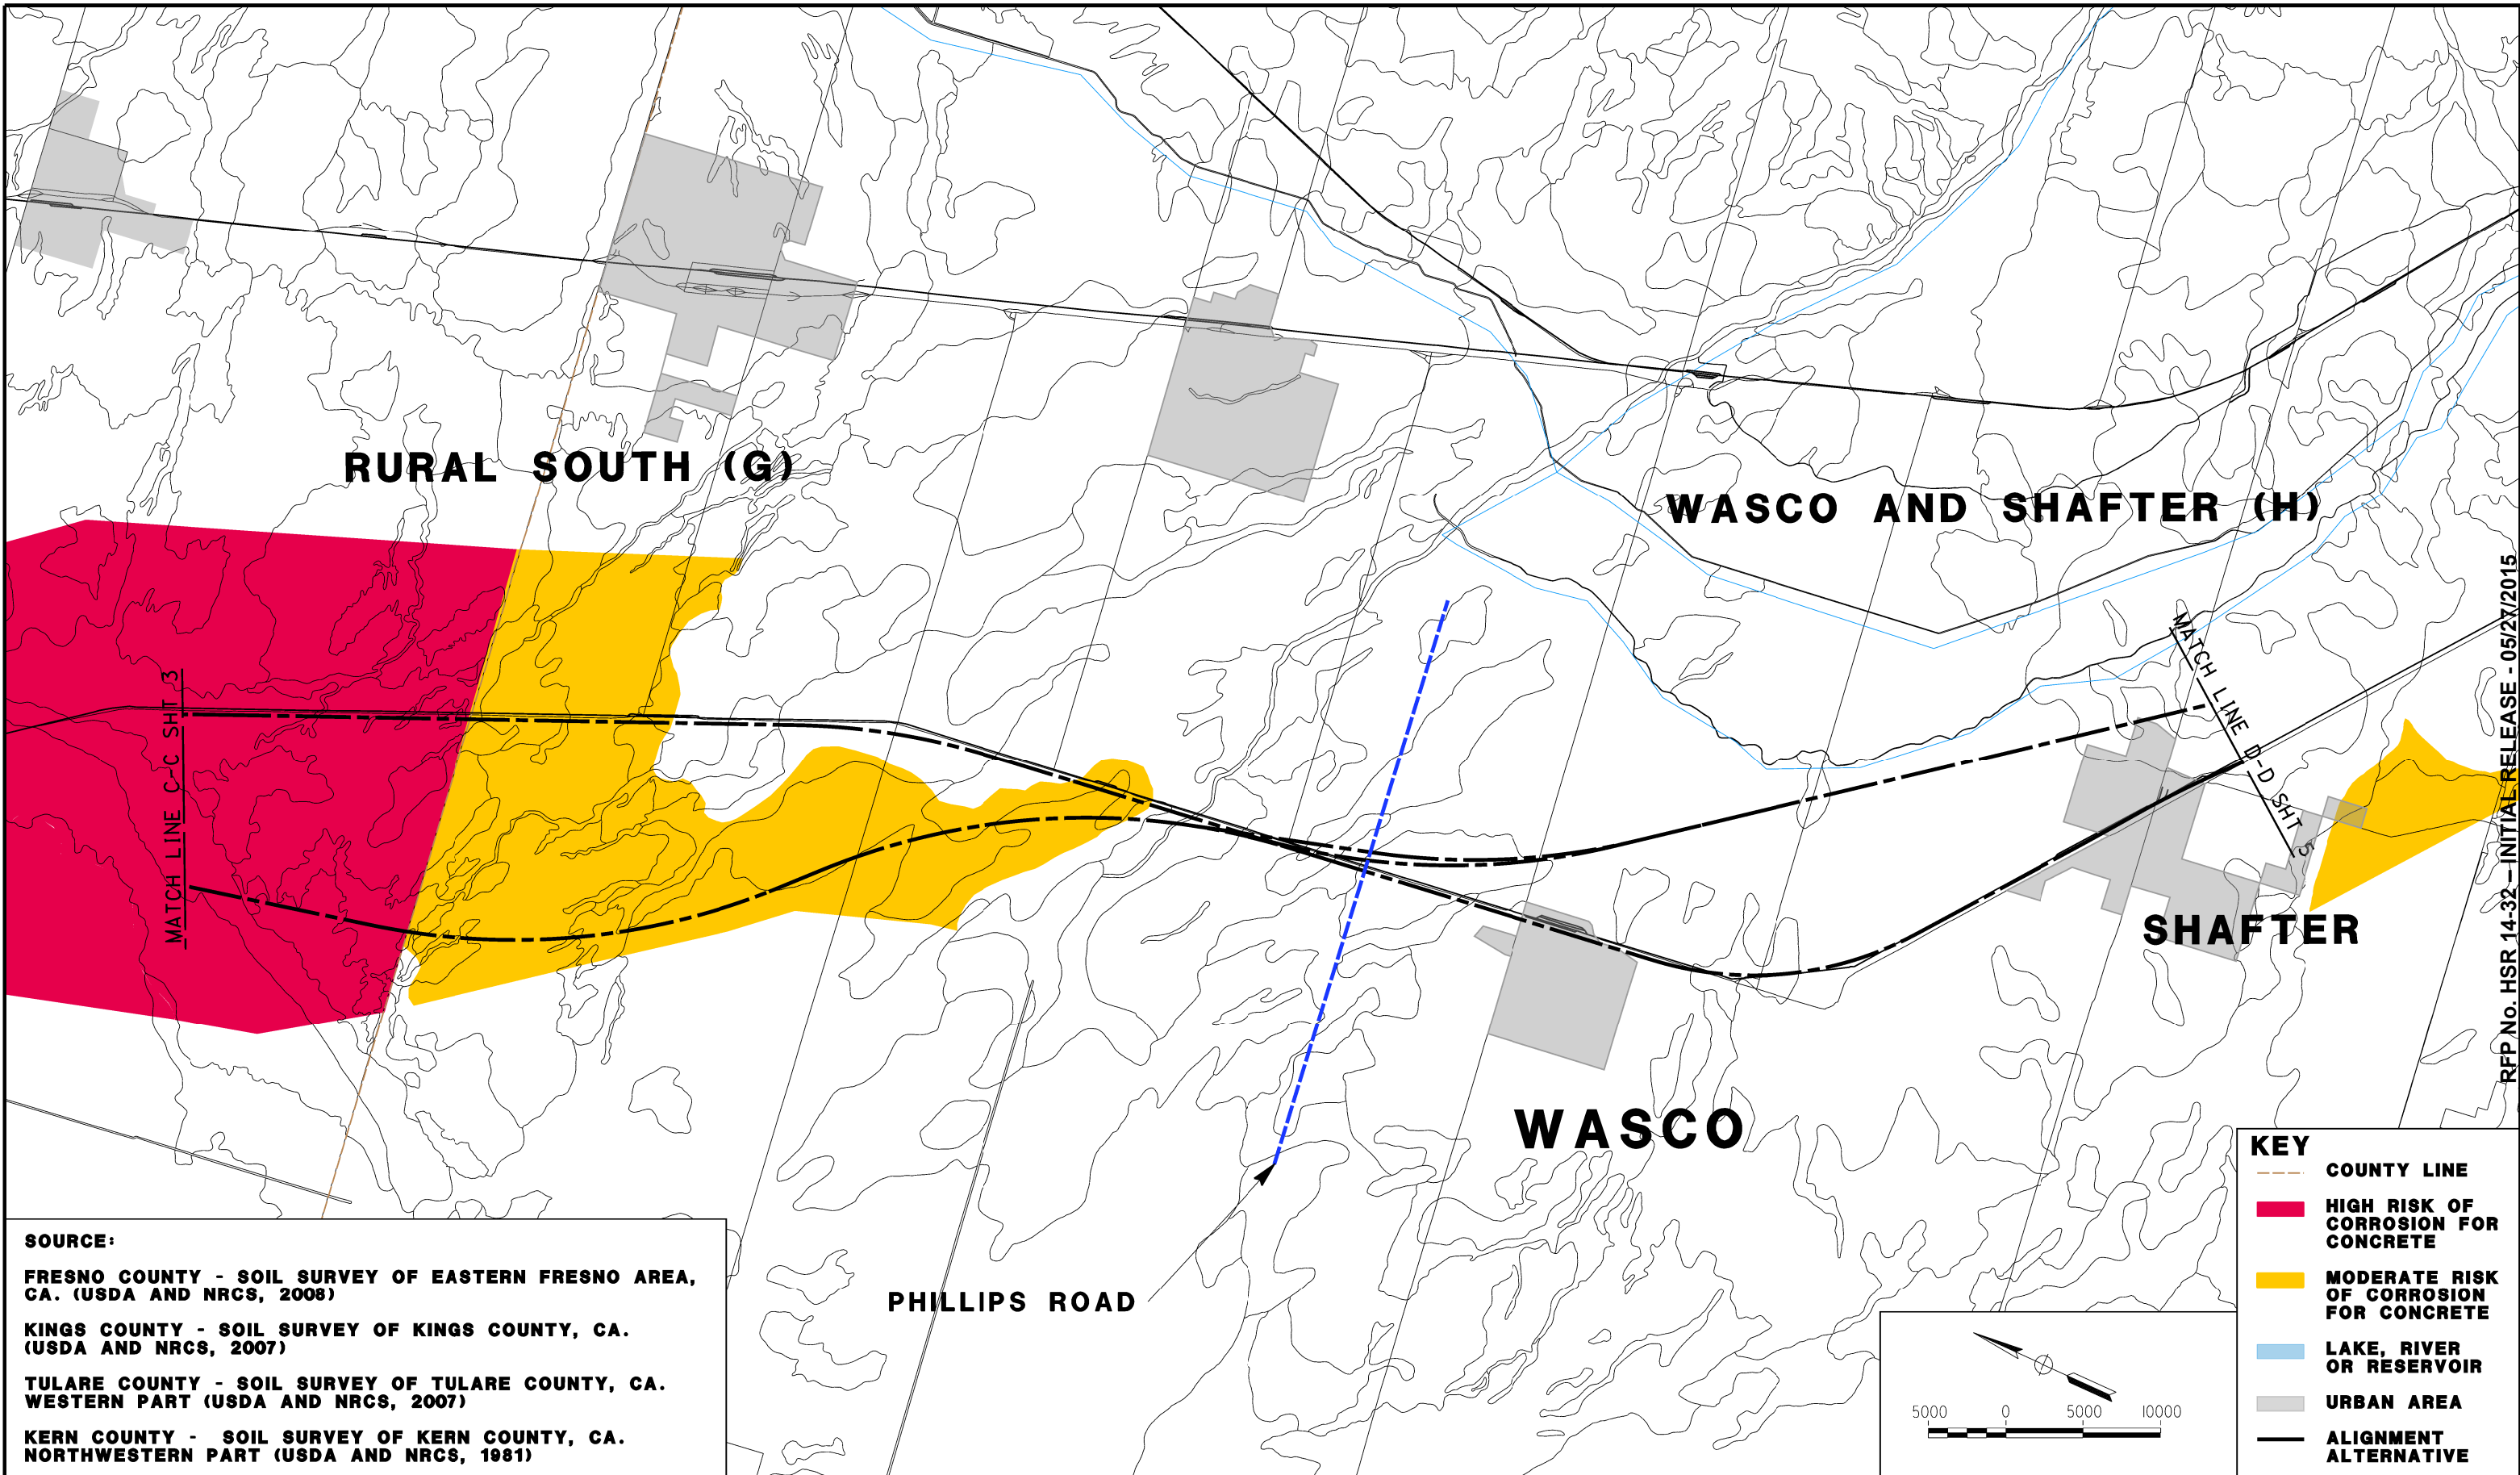 RURAL SOUTH (G)
WASCO AND SHAFTER (H)
MATCH LINE C-C SHT 3
MATCH LINE D-D SHT 5
SHAFTER
WASCO
PHILLIPS ROAD
RFP No. HSR 14-32 – INITIAL RELEASE - 05/27/2015
SOURCE:
FRESNO COUNTY - SOIL SURVEY OF EASTERN FRESNO AREA,
CA. (USDA AND NRCS, 2008)
KINGS COUNTY - SOIL SURVEY OF KINGS COUNTY, CA.
(USDA AND NRCS, 2007)
TULARE COUNTY - SOIL SURVEY OF TULARE COUNTY, CA.
WESTERN PART (USDA AND NRCS, 2007)
KERN COUNTY - SOIL SURVEY OF KERN COUNTY, CA.
NORTHWESTERN PART (USDA AND NRCS, 1981)
5000 0 5000 10000
KEY
COUNTY LINE
HIGH RISK OF
CORROSION FOR
CONCRETE
MODERATE RISK
OF CORROSION
FOR CONCRETE
LAKE, RIVER
OR RESERVOIR
URBAN AREA
ALIGNMENT
ALTERNATIVE